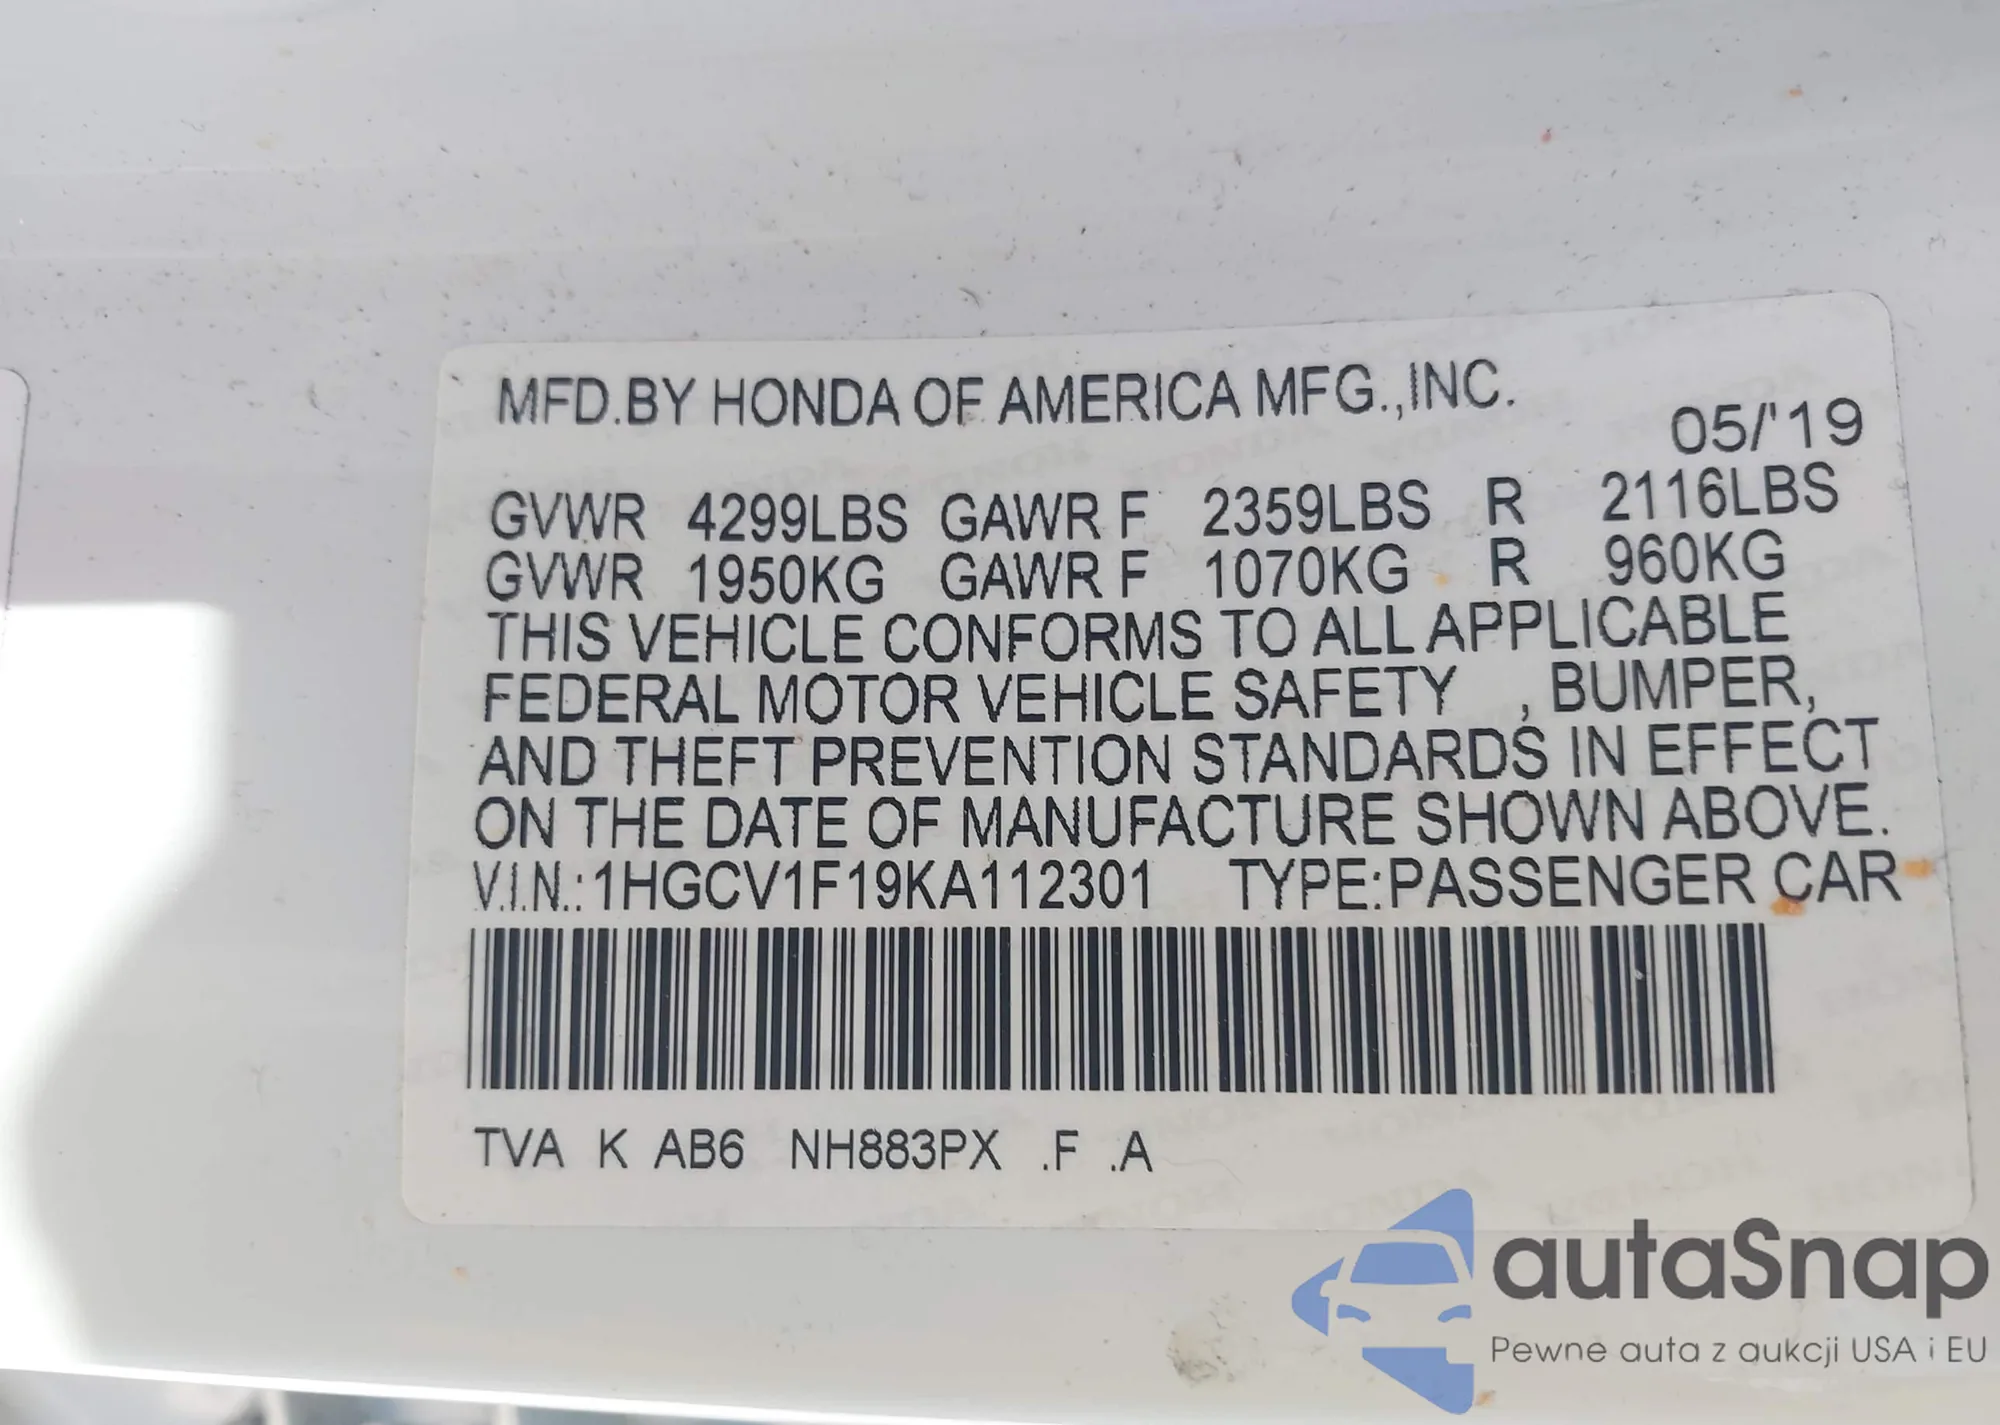 MFD.BY HONDA OF AMERICA MFG.,INC.
05/'19
GVWR 4299LBS GAWR F 2359LBS R 2116LBS
GVWR 1950KG GAWR F 1070KG R 960KG
THIS VEHICLE CONFORMS TO ALL APPLICABLE
FEDERAL MOTOR VEHICLE SAFETY , BUMPER,
AND THEFT PREVENTION STANDARDS IN EFFECT
ON THE DATE OF MANUFACTURE SHOWN ABOVE.
V.I.N.:1HGCV1F19KA112301 TYPE:PASSENGER CAR
TVA K AB6 NH883PX .F .A
autaSnap
Pewne auta z aukcji USA i EU